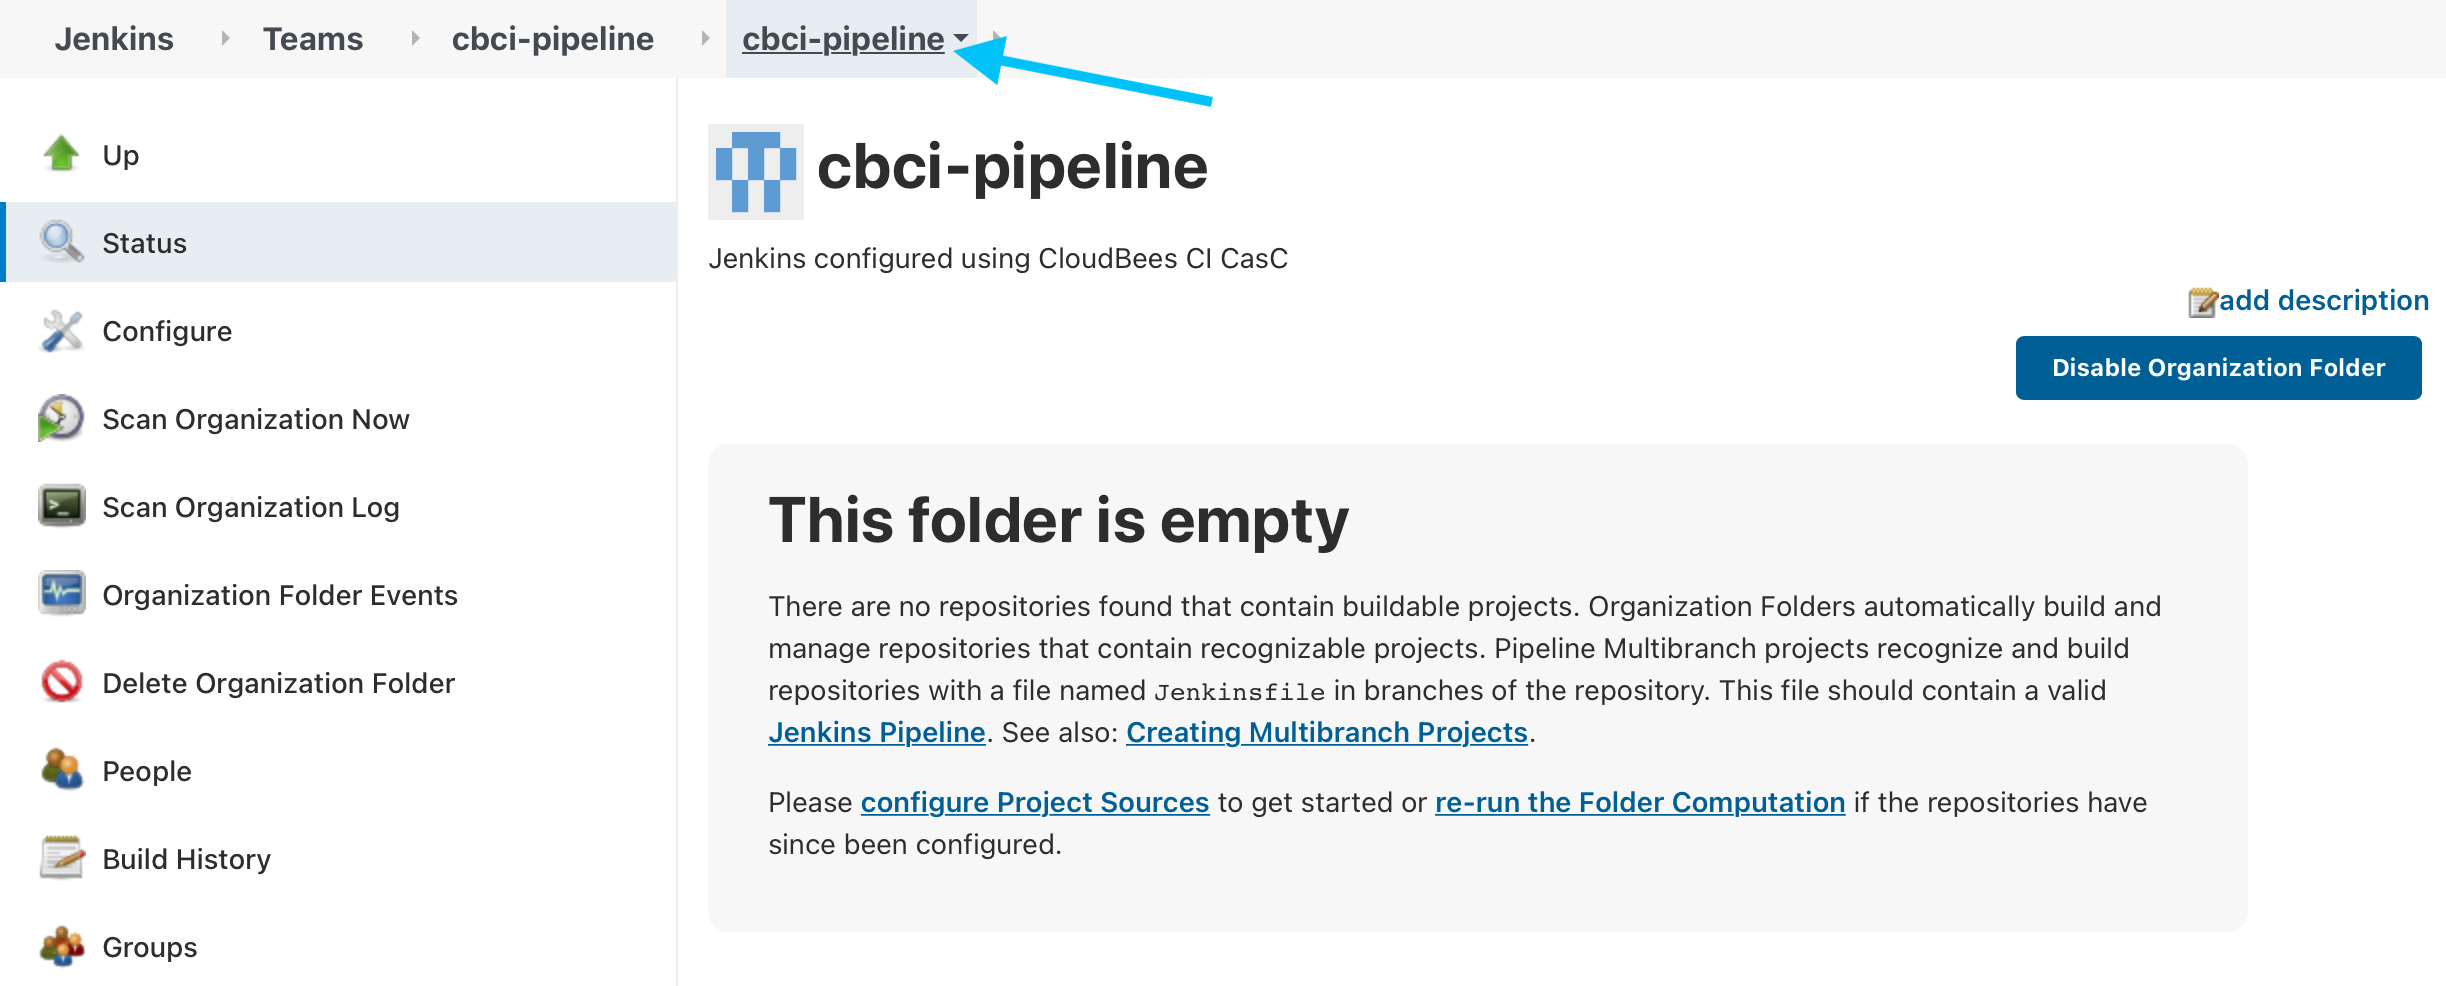 Jenkins Teams cbci-pipeline cbci-pipeline
Up
Status
Configure
Scan Organization Now
Scan Organization Log
Organization Folder Events
Delete Organization Folder
People
Build History
Groups
cbci-pipeline
Jenkins configured using CloudBees CI CasC
add description
Disable Organization Folder
This folder is empty
There are no repositories found that contain buildable projects. Organization Folders automatically build and
manage repositories that contain recognizable projects. Pipeline Multibranch projects recognize and build
repositories with a file named Jenkinsfile in branches of the repository. This file should contain a valid
Jenkins Pipeline. See also: Creating Multibranch Projects.
Please configure Project Sources to get started or re-run the Folder Computation if the repositories have
since been configured.